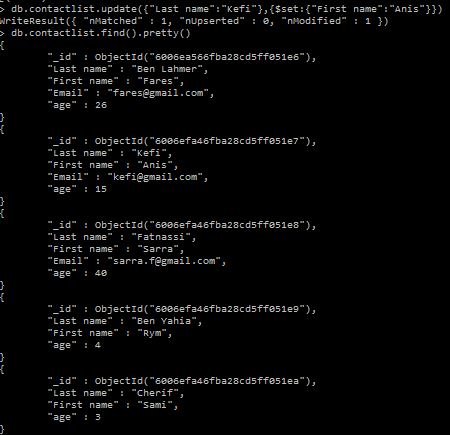 > db.contactlist.update({"Last name":"Kefi"},{$set:{"First name":"Anis"}})
WriteResult({ "nMatched" : 1, "nUpserted" : 0, "nModified" : 1 })
> db.contactlist.find().pretty()
{
"_id" : ObjectId("6006ea566fba28cd5ff051e6"),
"Last name" : "Ben Lahmer",
"First name" : "Fares",
"Email" : "fares@gmail.com",
"age" : 26
}
{
"_id" : ObjectId("6006efa46fba28cd5ff051e7"),
"Last name" : "Kefi",
"First name" : "Anis",
"Email" : "kefi@gmail.com",
"age" : 15
}
{
"_id" : ObjectId("6006efa46fba28cd5ff051e8"),
"Last name" : "Fatnassi",
"First name" : "Sarra",
"Email" : "sarra.f@gmail.com",
"age" : 40
}
{
"_id" : ObjectId("6006efa46fba28cd5ff051e9"),
"Last name" : "Ben Yahia",
"First name" : "Rym",
"age" : 4
}
{
"_id" : ObjectId("6006efa46fba28cd5ff051ea"),
"Last name" : "Cherif",
"First name" : "Sami",
"age" : 3
}